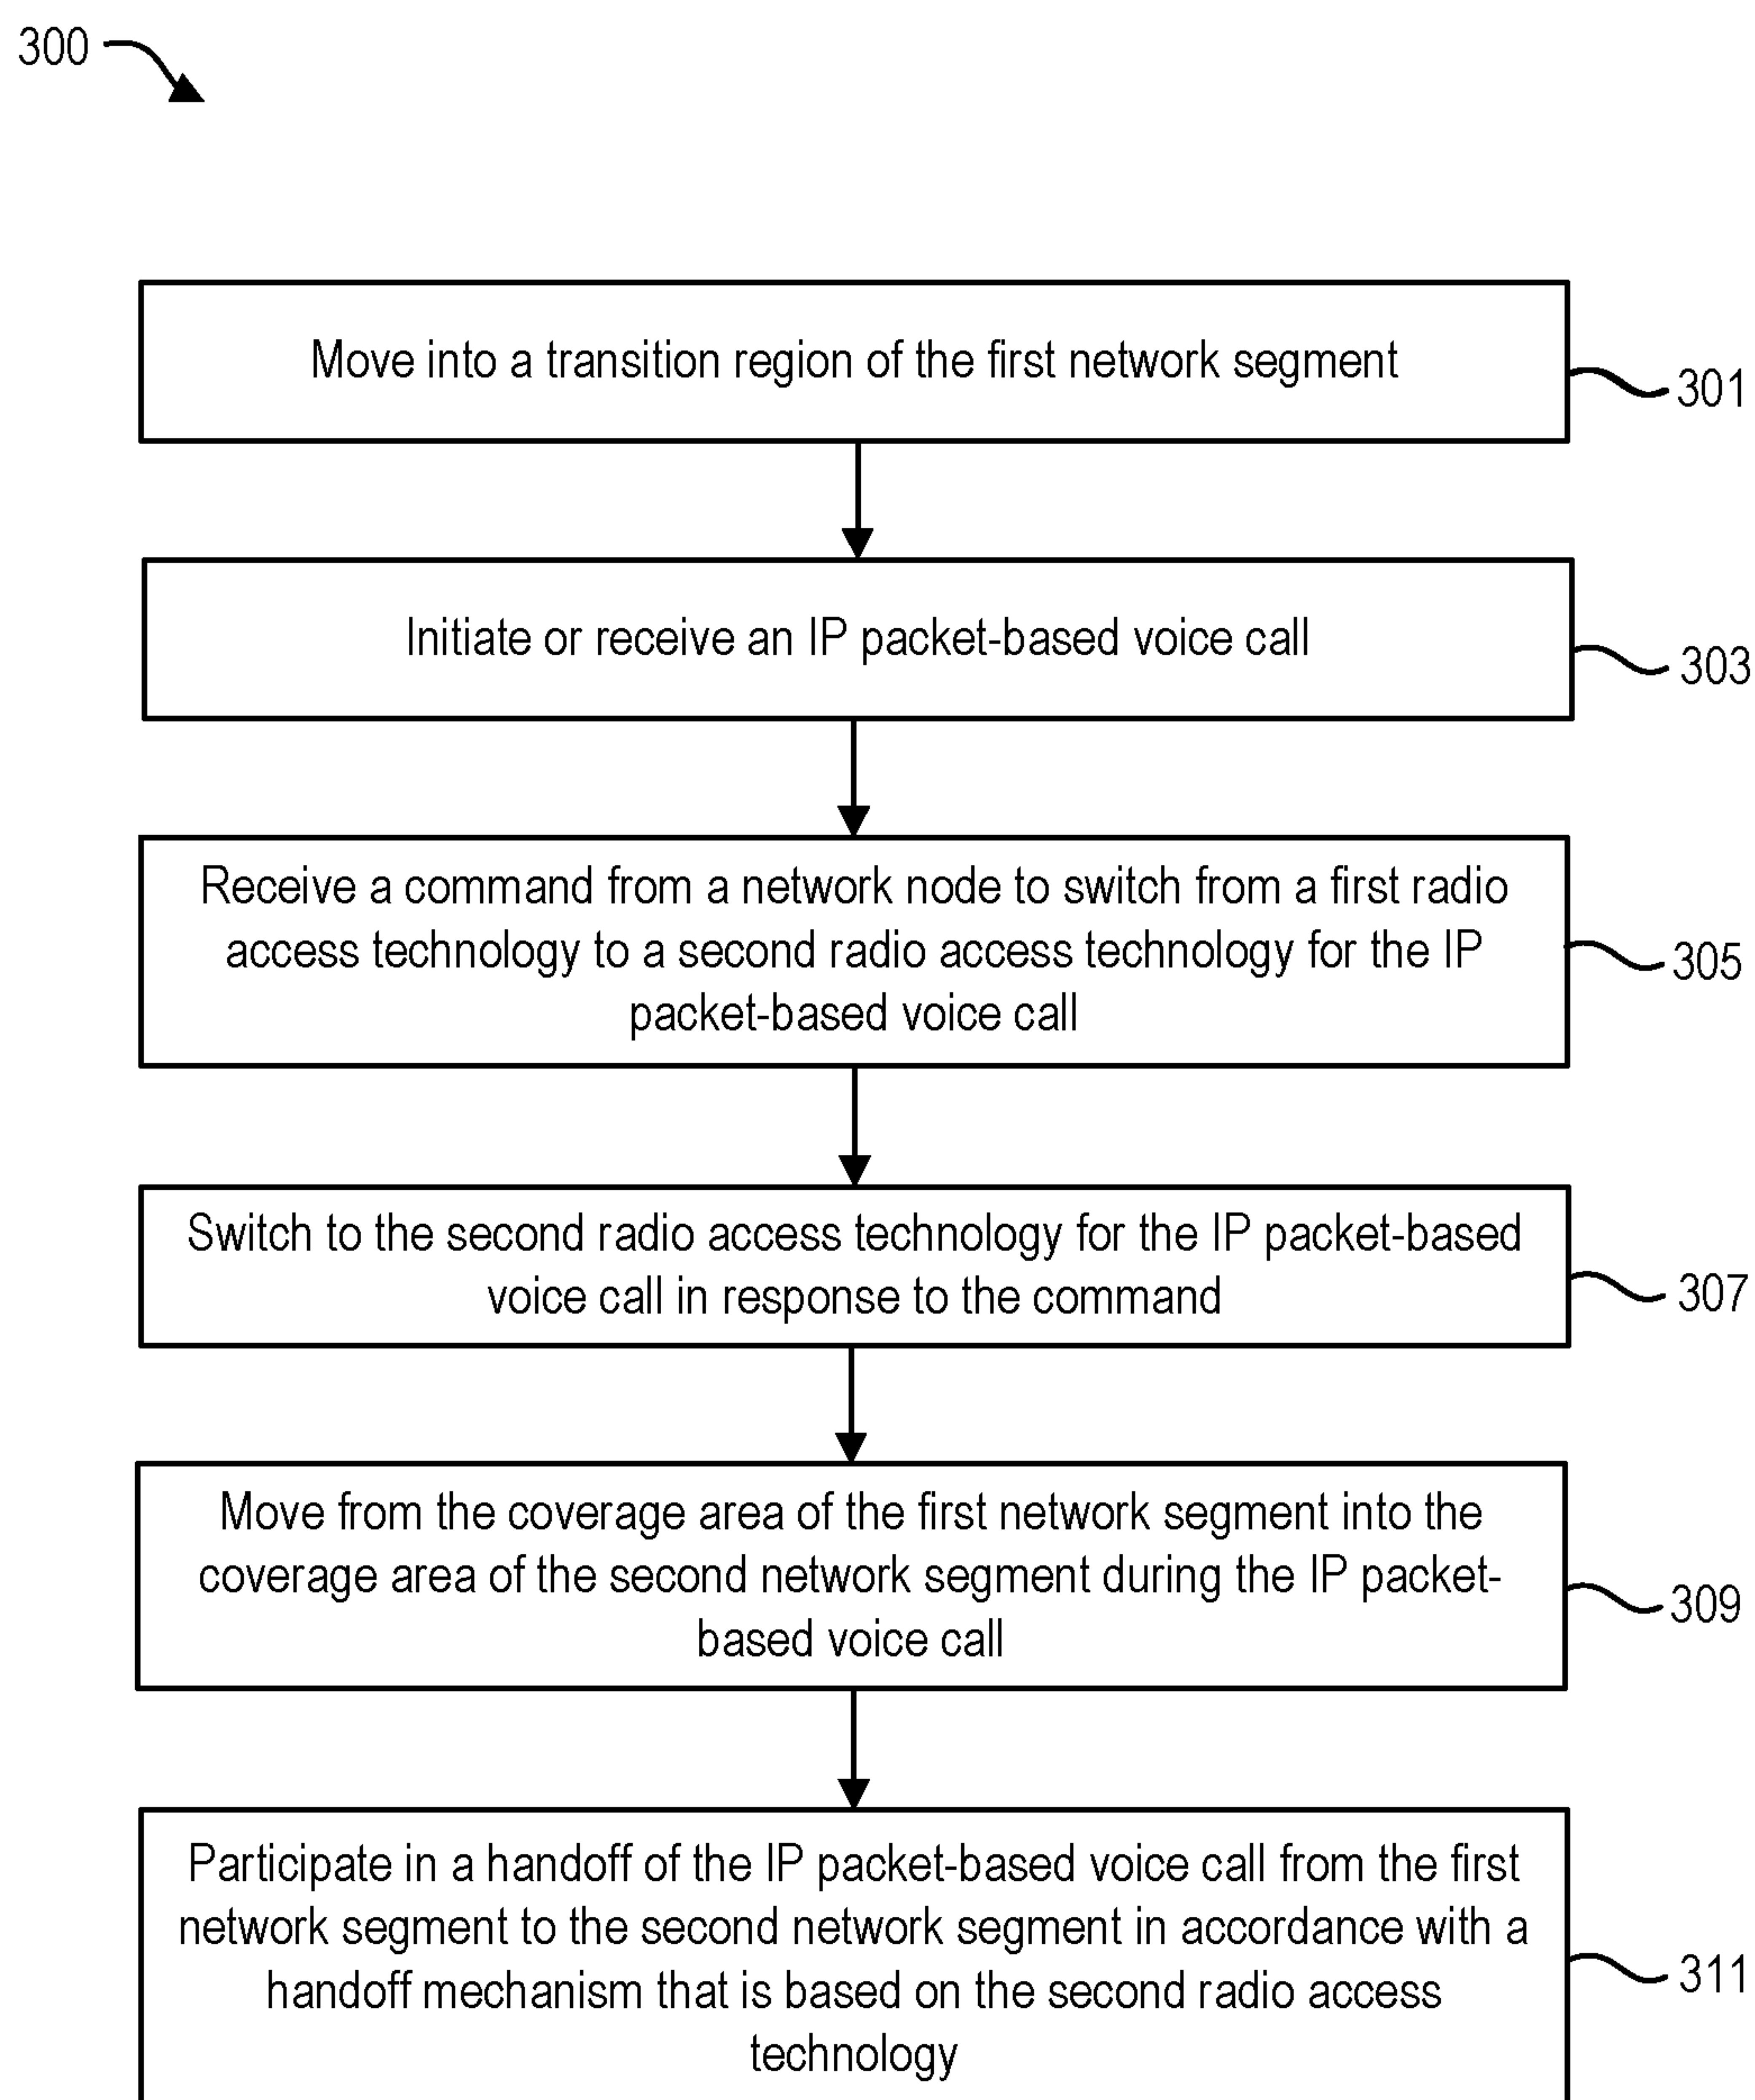 300
Move into a transition region of the first network segment
301
Initiate or receive an IP packet-based voice call
303
Receive a command from a network node to switch from a first radio
access technology to a second radio access technology for the IP
packet-based voice call
305
Switch to the second radio access technology for the IP packet-based
voice call in response to the command
307
Move from the coverage area of the first network segment into the
coverage area of the second network segment during the IP packet-
based voice call
309
Participate in a handoff of the IP packet-based voice call from the first
network segment to the second network segment in accordance with a
handoff mechanism that is based on the second radio access
technology
311